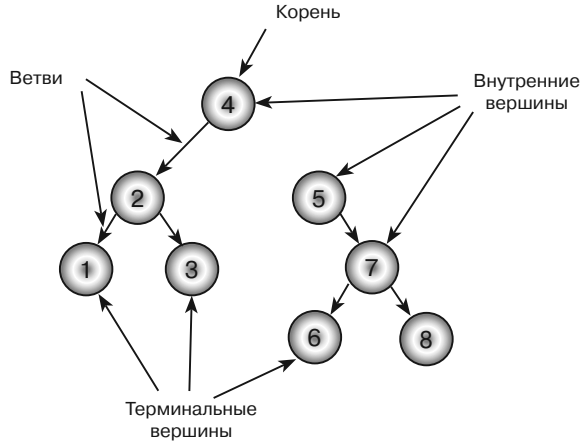 Корень
Ветви
Внутренние
вершины
4
2
5
1
3
7
6
8
Терминальные
вершины